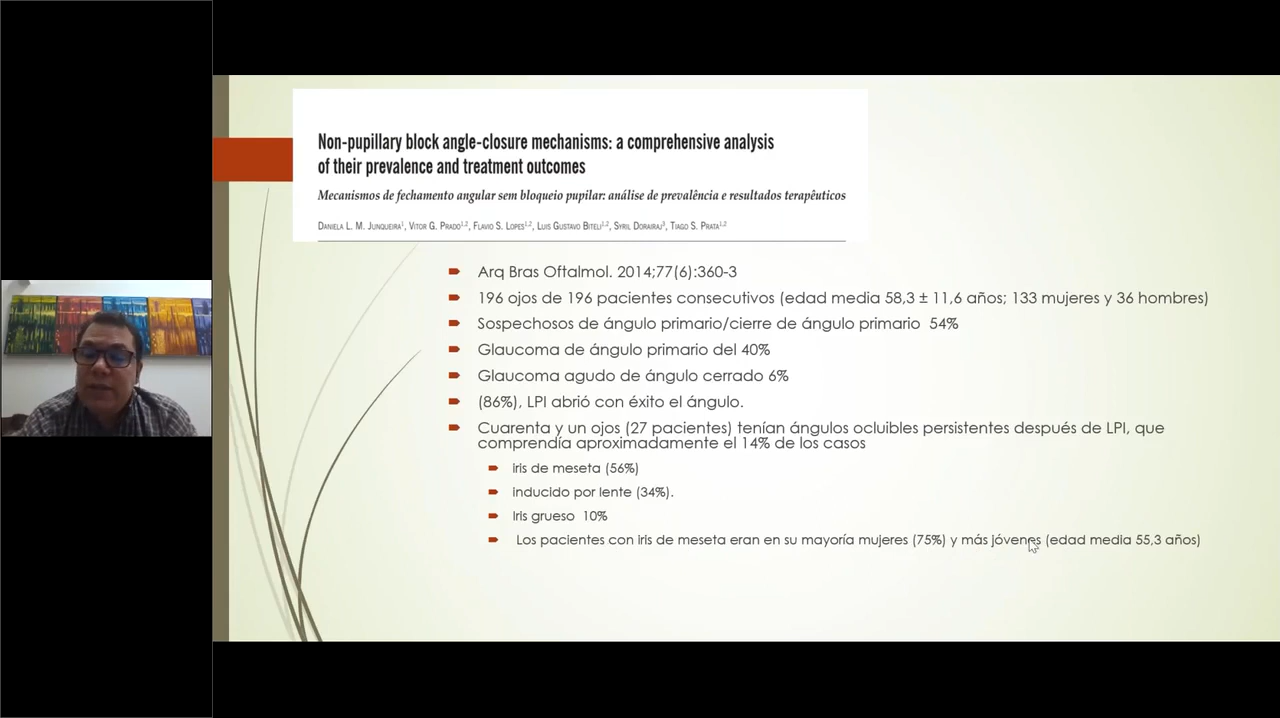 Non-pupillary block angle-closure mechanisms: a comprehensive analysis
of their prevalence and treatment outcomes
Mecanismos de fechamento angular sem bloqueio pupilar: análise de prevalência e resultados terapêuticos
Daniela L. M. Junqueira¹, Vitor G. Prado¹,², Flavio S. Lopes¹,², Luis Gustavo Biteli¹,², Syril Dorairaj³, Tiago S. Prata¹,²
Arq Bras Oftalmol. 2014;77(6):360-3
196 ojos de 196 pacientes consecutivos (edad media 58,3 ± 11,6 años; 133 mujeres y 36 hombres)
Sospechosos de ángulo primario/cierre de ángulo primario 54%
Glaucoma de ángulo primario del 40%
Glaucoma agudo de ángulo cerrado 6%
(86%), LPI abrió con éxito el ángulo.
Cuarenta y un ojos (27 pacientes) tenían ángulos ocluibles persistentes después de LPI, que
comprendía aproximadamente el 14% de los casos
iris de meseta (56%)
inducido por lente (34%).
Iris grueso 10%
Los pacientes con iris de meseta eran en su mayoría mujeres (75%) y más jóvenes (edad media 55,3 años)